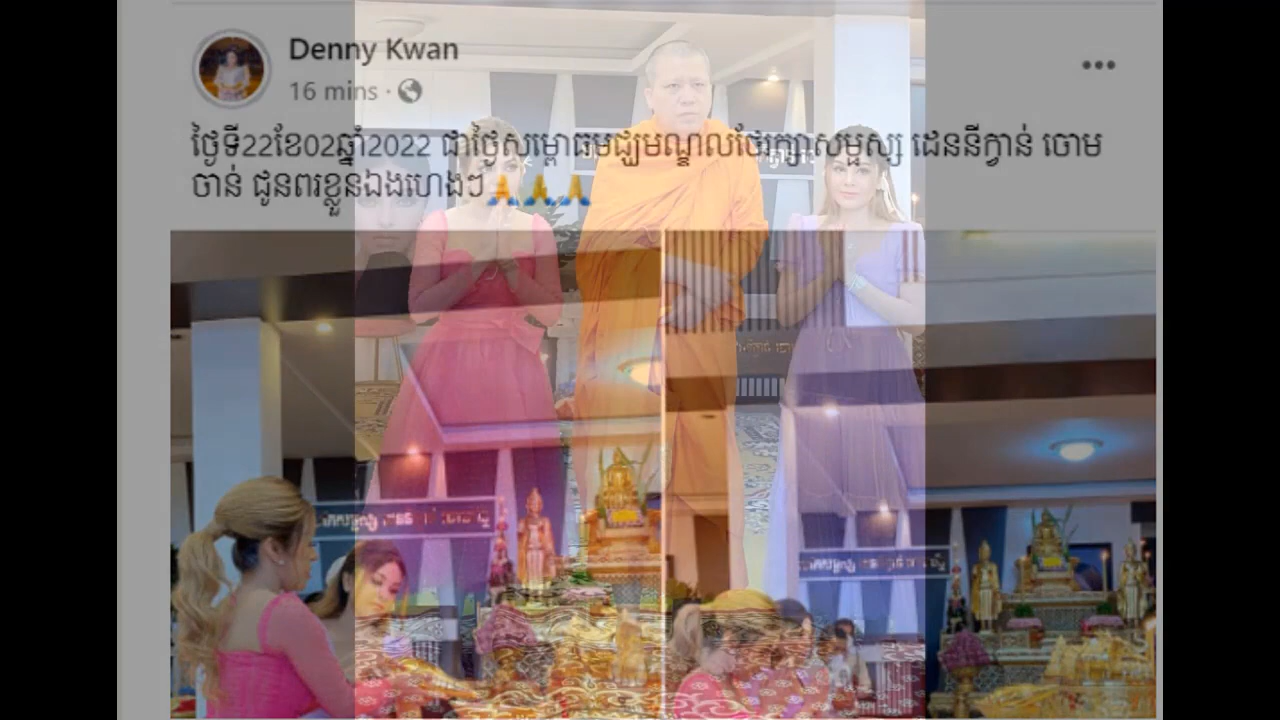 Denny Kwan
16 mins ·
ថ្ងៃទី22ខែ02ឆ្នាំ2022 ជាថ្ងៃសម្ពោធមជ្ឈមណ្ឌលថែរក្សាសម្ផស្ស ដេននីក្វាន់ ចោម
ចាន់ ជូនពរខ្លួនឯងហេងៗ